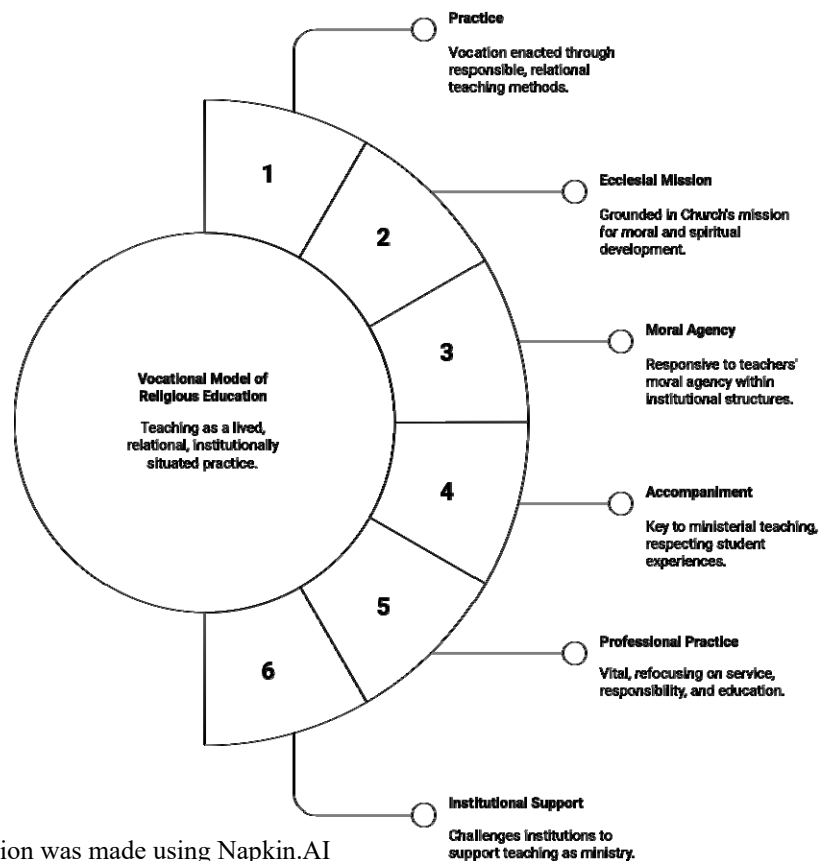 Practice
Vocation enacted through
responsible, relational
teaching methods.
1
Ecclesial Mission
Grounded in Church's mission
for moral and spiritual
development.
2
Moral Agency
Responsive to teachers'
moral agency within
institutional structures.
3
Vocational Model of
Religious Education
Teaching as a lived,
relational, institutionally
situated practice.
Accompaniment
Key to ministerial teaching,
respecting student
experiences.
4
Professional Practice
Vital, refocusing on service,
responsibility, and education.
5
6
Institutional Support
Challenges institutions to
support teaching as ministry.
ion was made using Napkin.AI